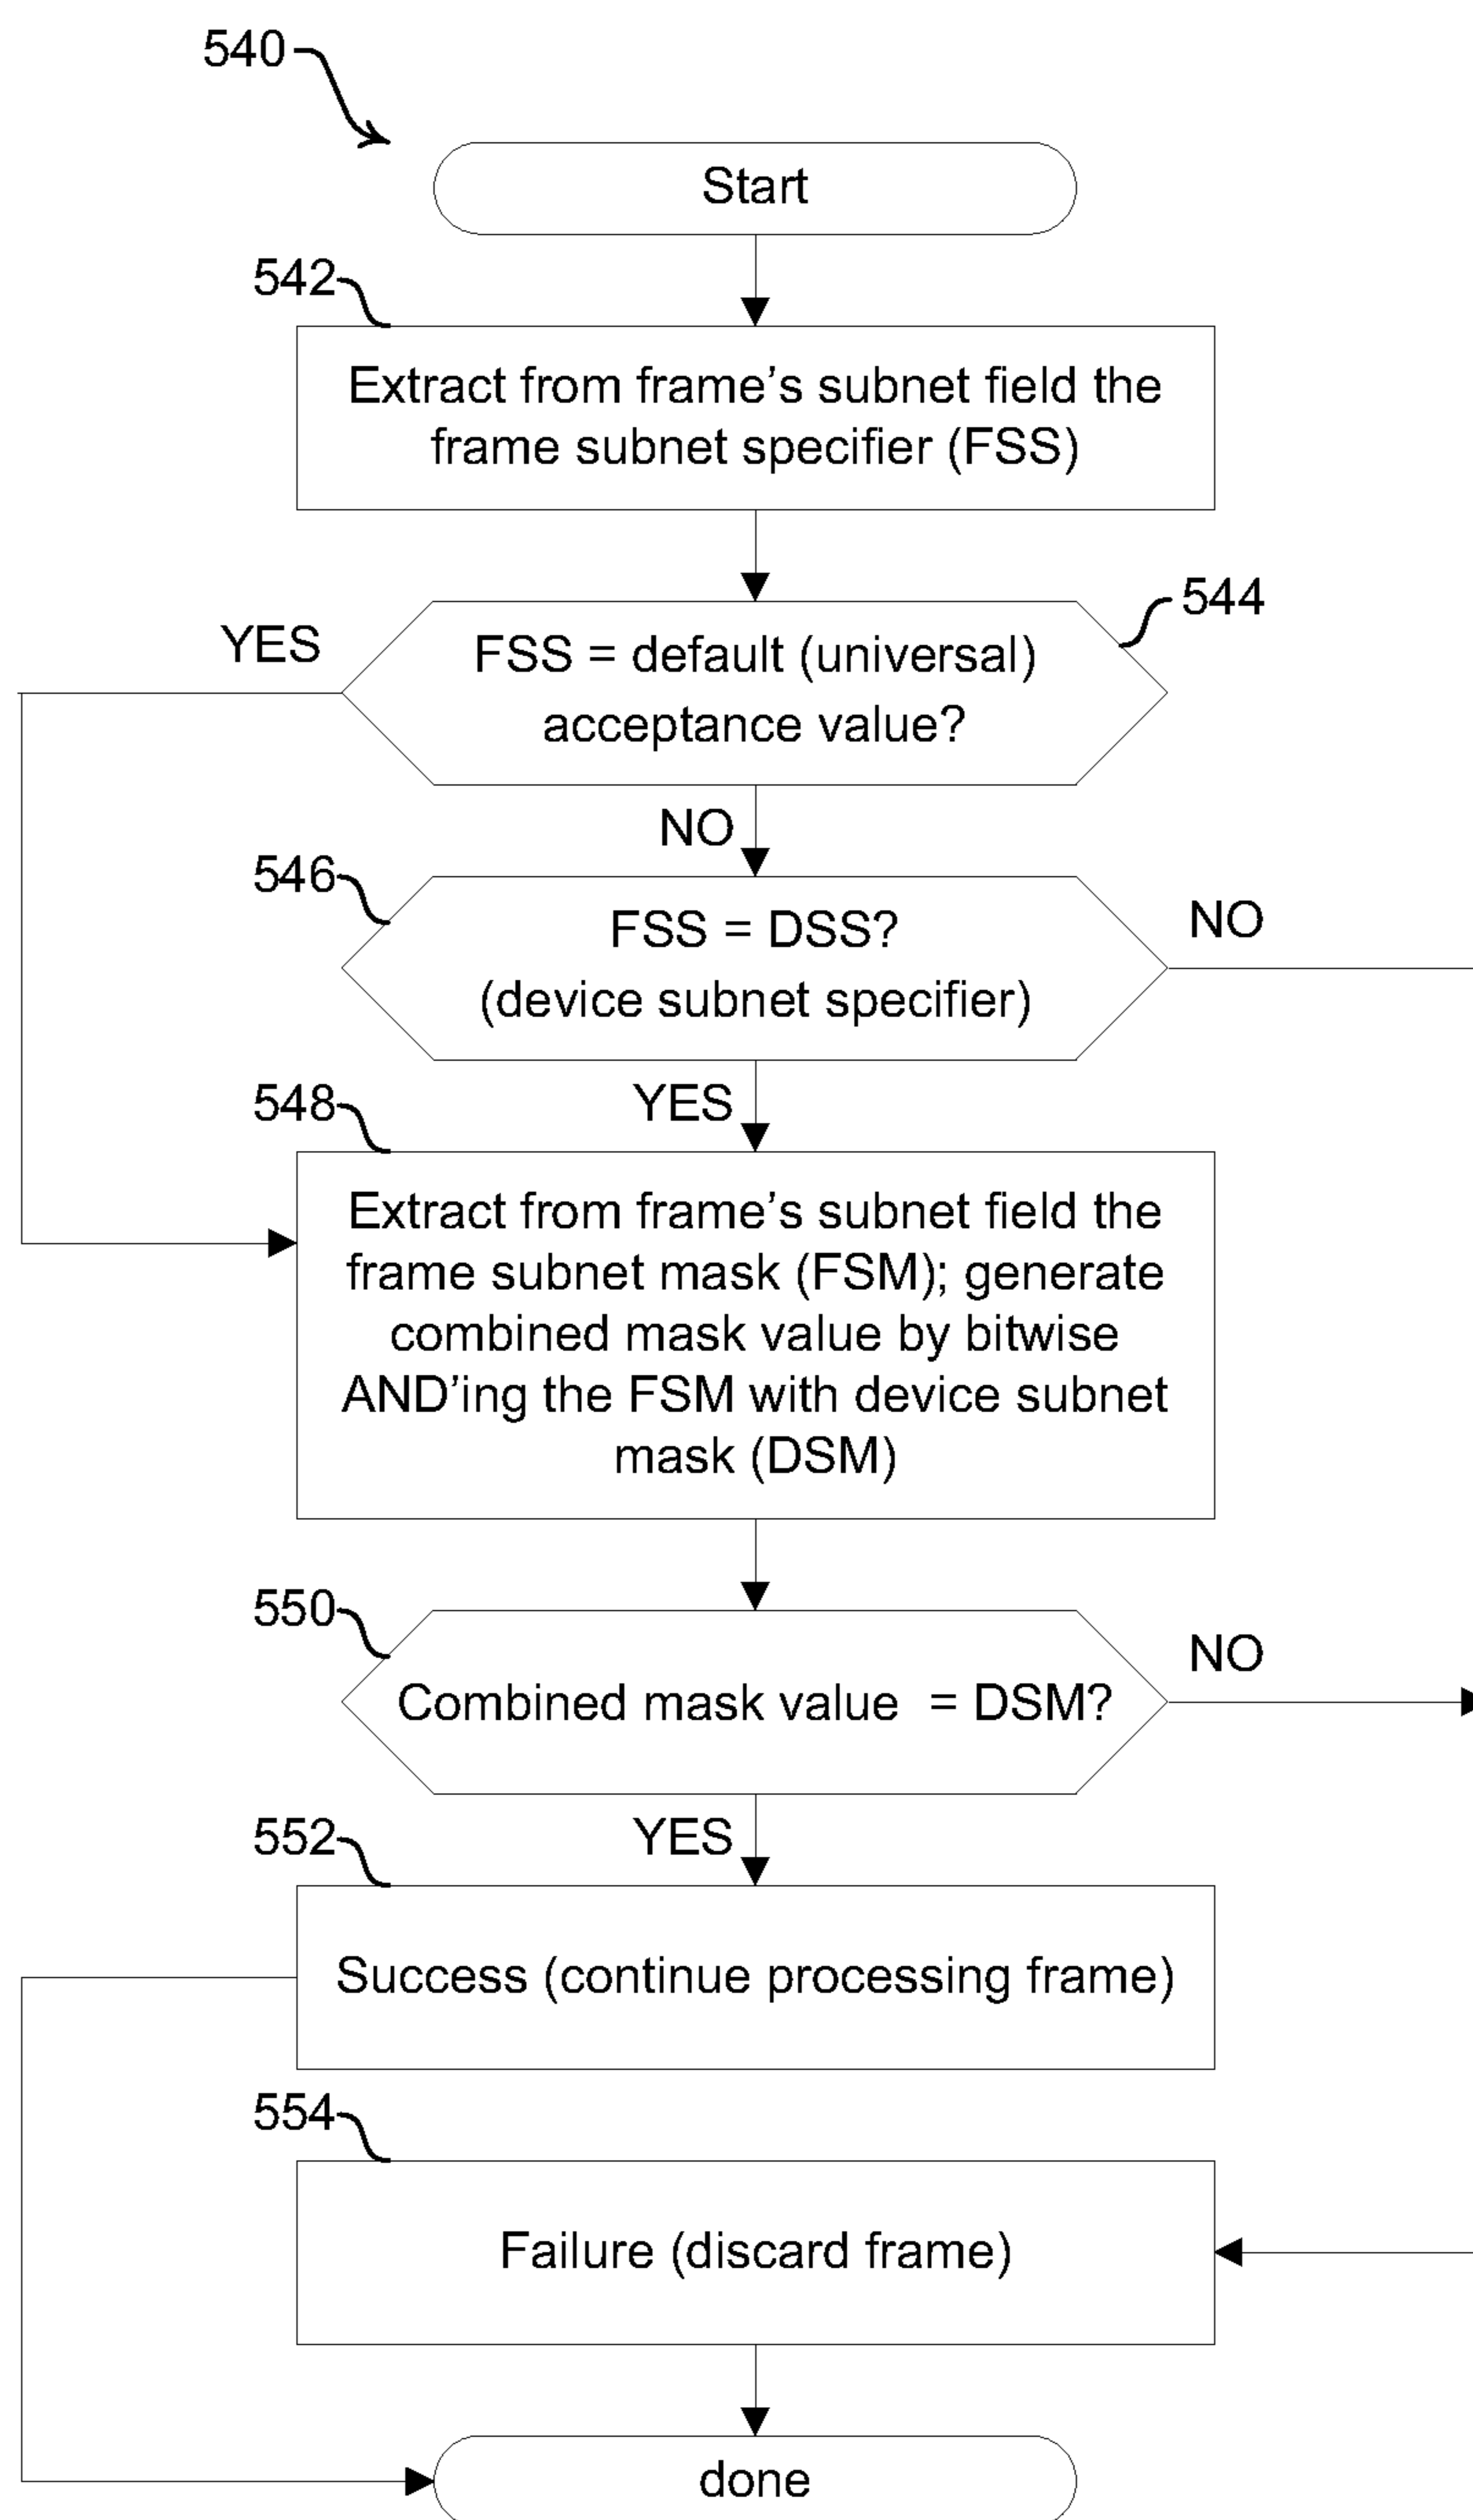 540
Start
542
Extract from frame's subnet field the
frame subnet specifier (FSS)
544
YES
FSS = default (universal)
acceptance value?
NO
546
FSS = DSS?
(device subnet specifier)
NO
548
YES
Extract from frame's subnet field the
frame subnet mask (FSM); generate
combined mask value by bitwise
AND'ing the FSM with device subnet
mask (DSM)
550
NO
Combined mask value = DSM?
552
YES
Success (continue processing frame)
554
Failure (discard frame)
done